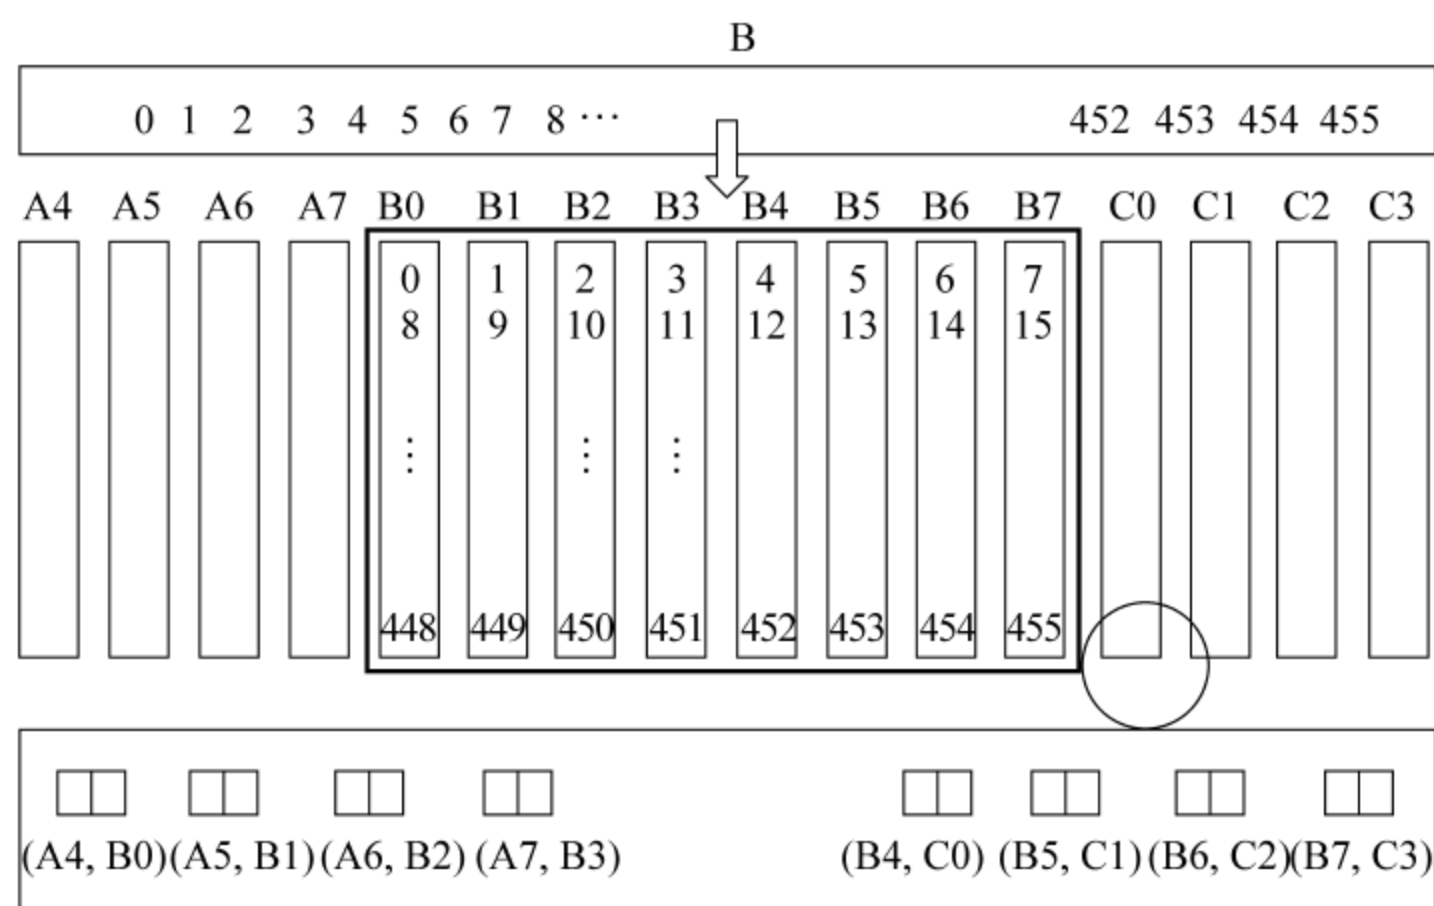 B
0 1 2 3 4 5 6 7 8 ··· 452 453 454 455
A4 A5 A6 A7 B0 B1 B2 B3 B4 B5 B6 B7 C0 C1 C2 C3
0 1 2 3 4 5 6 7
8 9 10 11 12 13 14 15
⋮ ⋮ ⋮
448 449 450 451 452 453 454 455
(A4, B0) (A5, B1) (A6, B2) (A7, B3) (B4, C0) (B5, C1) (B6, C2) (B7, C3)